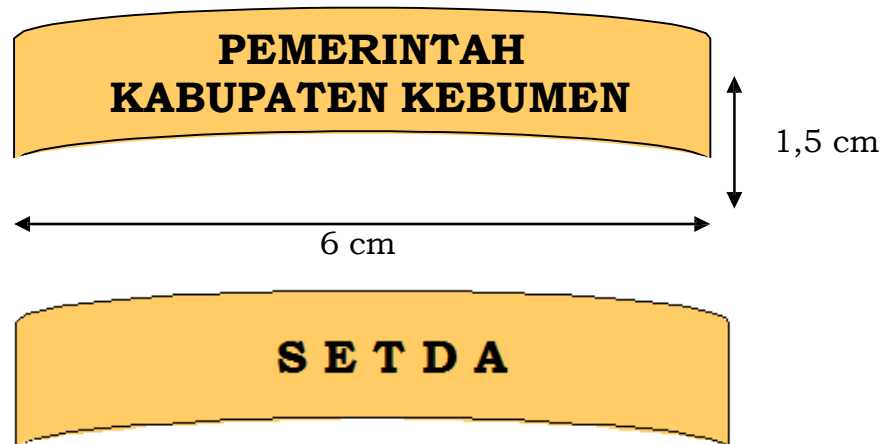 PEMERINTAH
KABUPATEN KEBUMEN
1,5 cm
6 cm
S E T D A